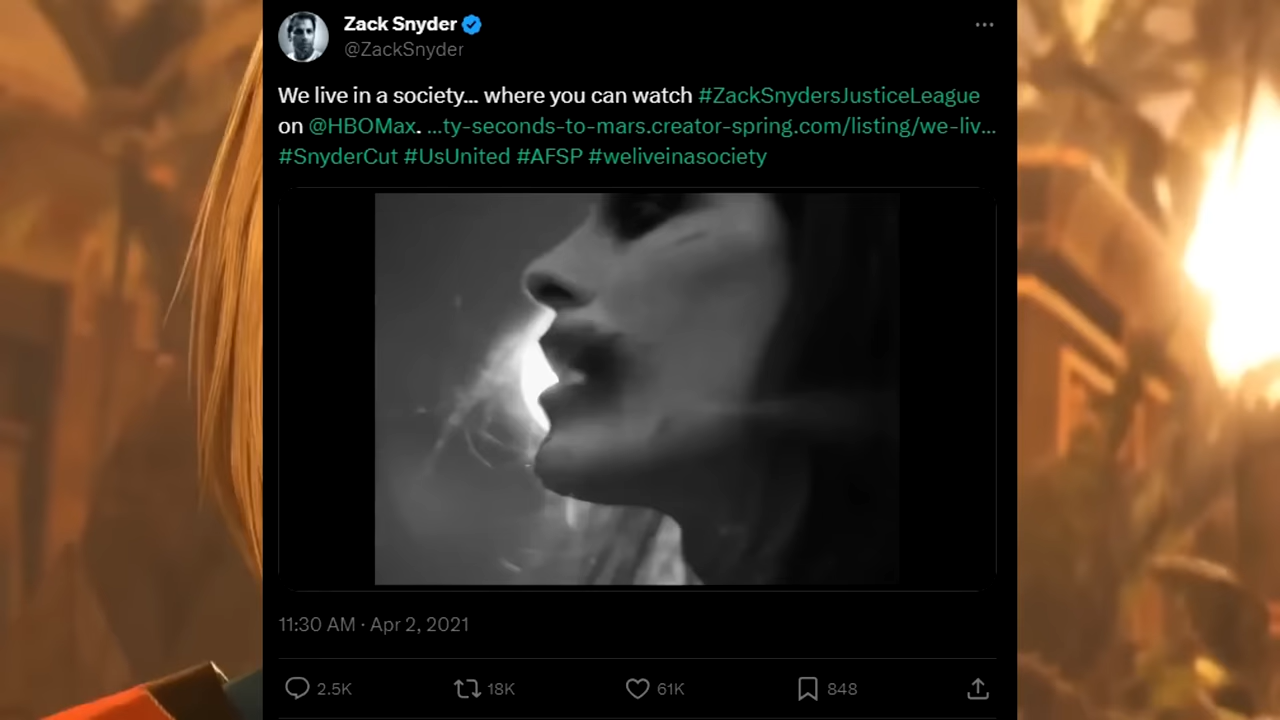 Zack Snyder
@ZackSnyder
We live in a society... where you can watch #ZackSnydersJusticeLeague
on @HBOMax. ...ty-seconds-to-mars.creator-spring.com/listing/we-liv...
#SnyderCut #UsUnited #AFSP #weliveinasociety
11:30 AM · Apr 2, 2021
2.5K 18K 61K 848